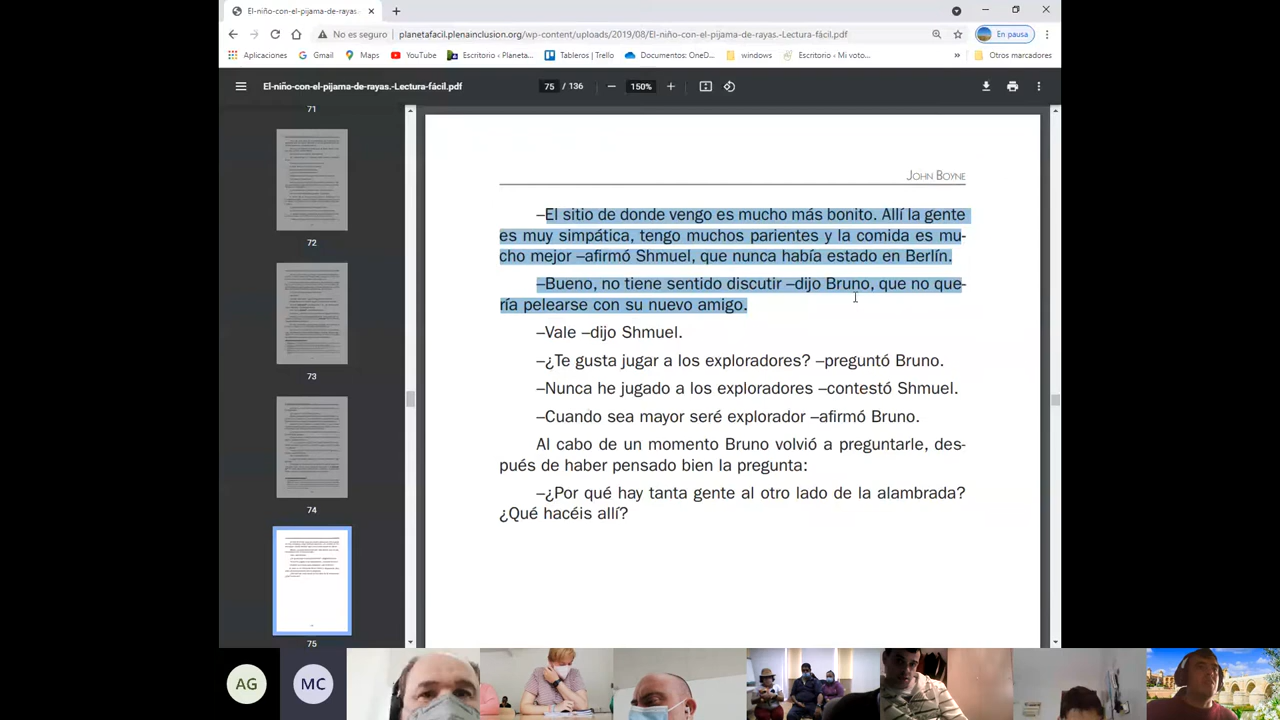 El-niño-con-el-pijama-de-rayas.-
No es seguro
planetafacil.plenainclusion.org/wp-content/uploads/2019/08/El-niño-con-el-pijama-de-rayas.-Lectura-fácil.pdf
En pausa
Aplicaciones
Gmail
Maps
YouTube
Escritorio ‹ Planeta...
Tableros | Trello
Documentos: OneD...
windows
Escritorio ‹ Mi voto...
»
Otros marcadores
El-niño-con-el-pijama-de-rayas.-Lectura-fácil.pdf
75 / 136
150%
71
72
73
74
75
JOHN BOYNE
–El sitio de donde vengo es mucho más bonito. Allí la gente
es muy simpática, tengo muchos parientes y la comida es mu-
cho mejor –afirmó Shmuel, que nunca había estado en Berlín.
–Bueno, no tiene sentido discutir –dijo Bruno, que no que-
ría pelearse con su nuevo amigo.
–Vale –dijo Shmuel.
–¿Te gusta jugar a los exploradores? –preguntó Bruno.
–Nunca he jugado a los exploradores –contestó Shmuel.
–Cuando sea mayor seré explorador –afirmó Bruno.
Al cabo de un momento Bruno volvió a preguntarle, des-
pués de haber pensado bien la pregunta:
–¿Por qué hay tanta gente al otro lado de la alambrada?
¿Qué hacéis allí?
AG
MC